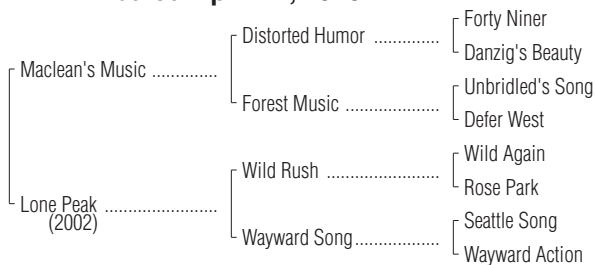 Forty Niner
Distorted Humor ..............
Danzig's Beauty
Maclean's Music ..............
Unbridled's Song
Forest Music ....................
Defer West
Wild Again
Wild Rush ........................
Rose Park
Lone Peak ........................
(2002)
Seattle Song
Wayward Song..................
Wayward Action